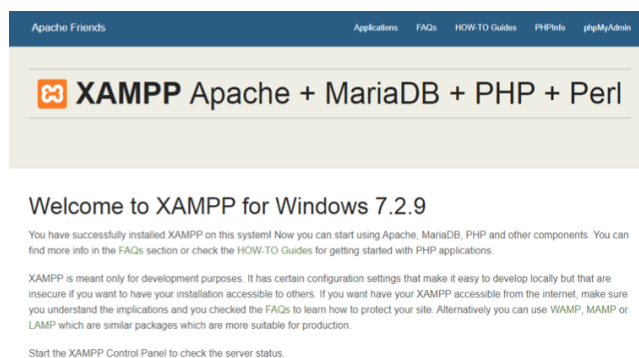 Apache Friends Applications FAQs HOW-TO Guides PHPInfo phpMyAdmin
XAMPP Apache + MariaDB + PHP + Perl
Welcome to XAMPP for Windows 7.2.9
You have successfully installed XAMPP on this system! Now you can start using Apache, MariaDB, PHP and other components. You can
find more info in the FAQs section or check the HOW-TO Guides for getting started with PHP applications.
XAMPP is meant only for development purposes. It has certain configuration settings that make it easy to develop locally but that are
insecure if you want to have your installation accessible to others. If you want have your XAMPP accessible from the internet, make sure
you understand the implications and you checked the FAQs to learn how to protect your site. Alternatively you can use WAMP, MAMP or
LAMP which are similar packages which are more suitable for production.
Start the XAMPP Control Panel to check the server status.